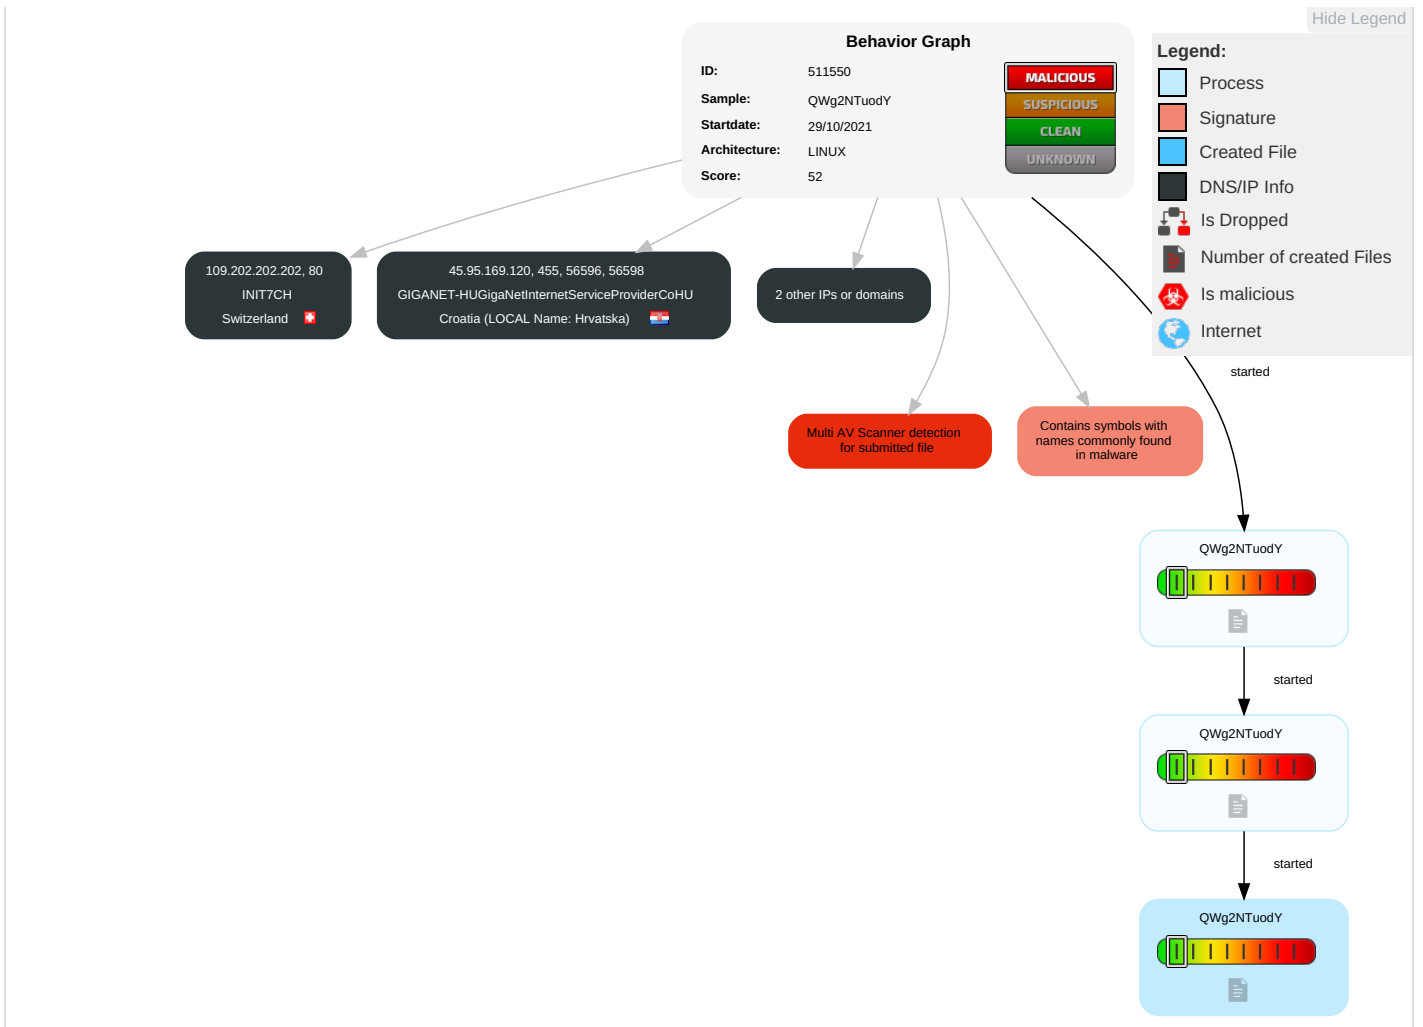 Hide Legend
Behavior Graph
ID: 511550
Sample: QWg2NTuodY
Startdate: 29/10/2021
Architecture: LINUX
Score: 52
MALICIOUS
SUSPICIOUS
CLEAN
UNKNOWN
Legend:
Process
Signature
Created File
DNS/IP Info
Is Dropped
Number of created Files
Is malicious
Internet
109.202.202.202, 80
INIT7CH
Switzerland
45.95.169.120, 455, 56596, 56598
GIGANET-HUGigaNetInternetServiceProviderCoHU
Croatia (LOCAL Name: Hrvatska)
2 other IPs or domains
started
Multi AV Scanner detection
for submitted file
Contains symbols with
names commonly found
in malware
QWg2NTuodY
started
QWg2NTuodY
started
QWg2NTuodY